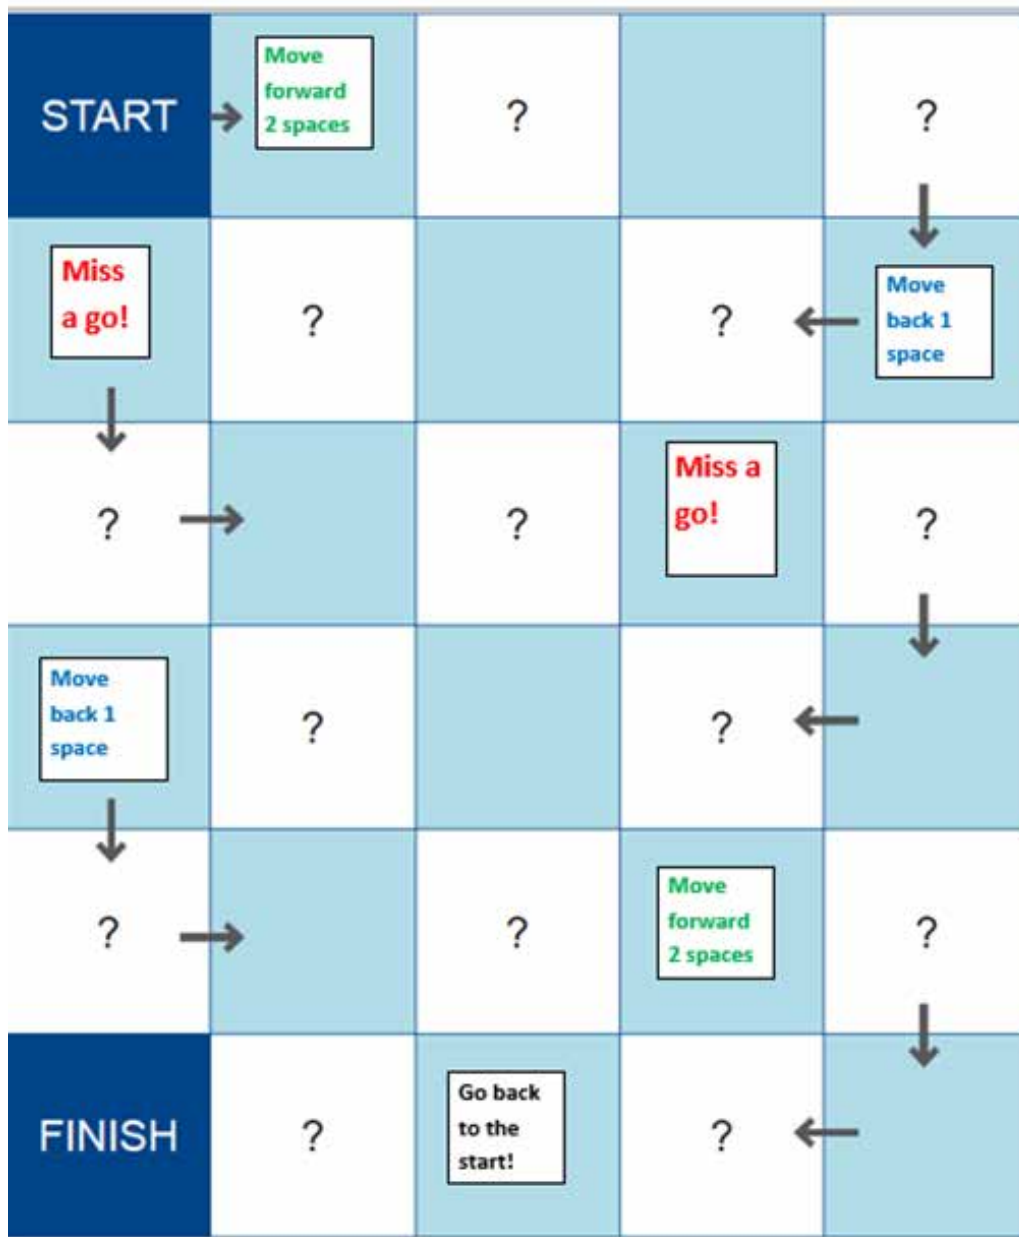 START
Move
forward
2 spaces
?
?
Miss
a go!
?
?
Move
back 1
space
?
?
Miss a
go!
?
Move
back 1
space
?
?
?
?
Move
forward
2 spaces
?
FINISH
?
Go back
to the
start!
?